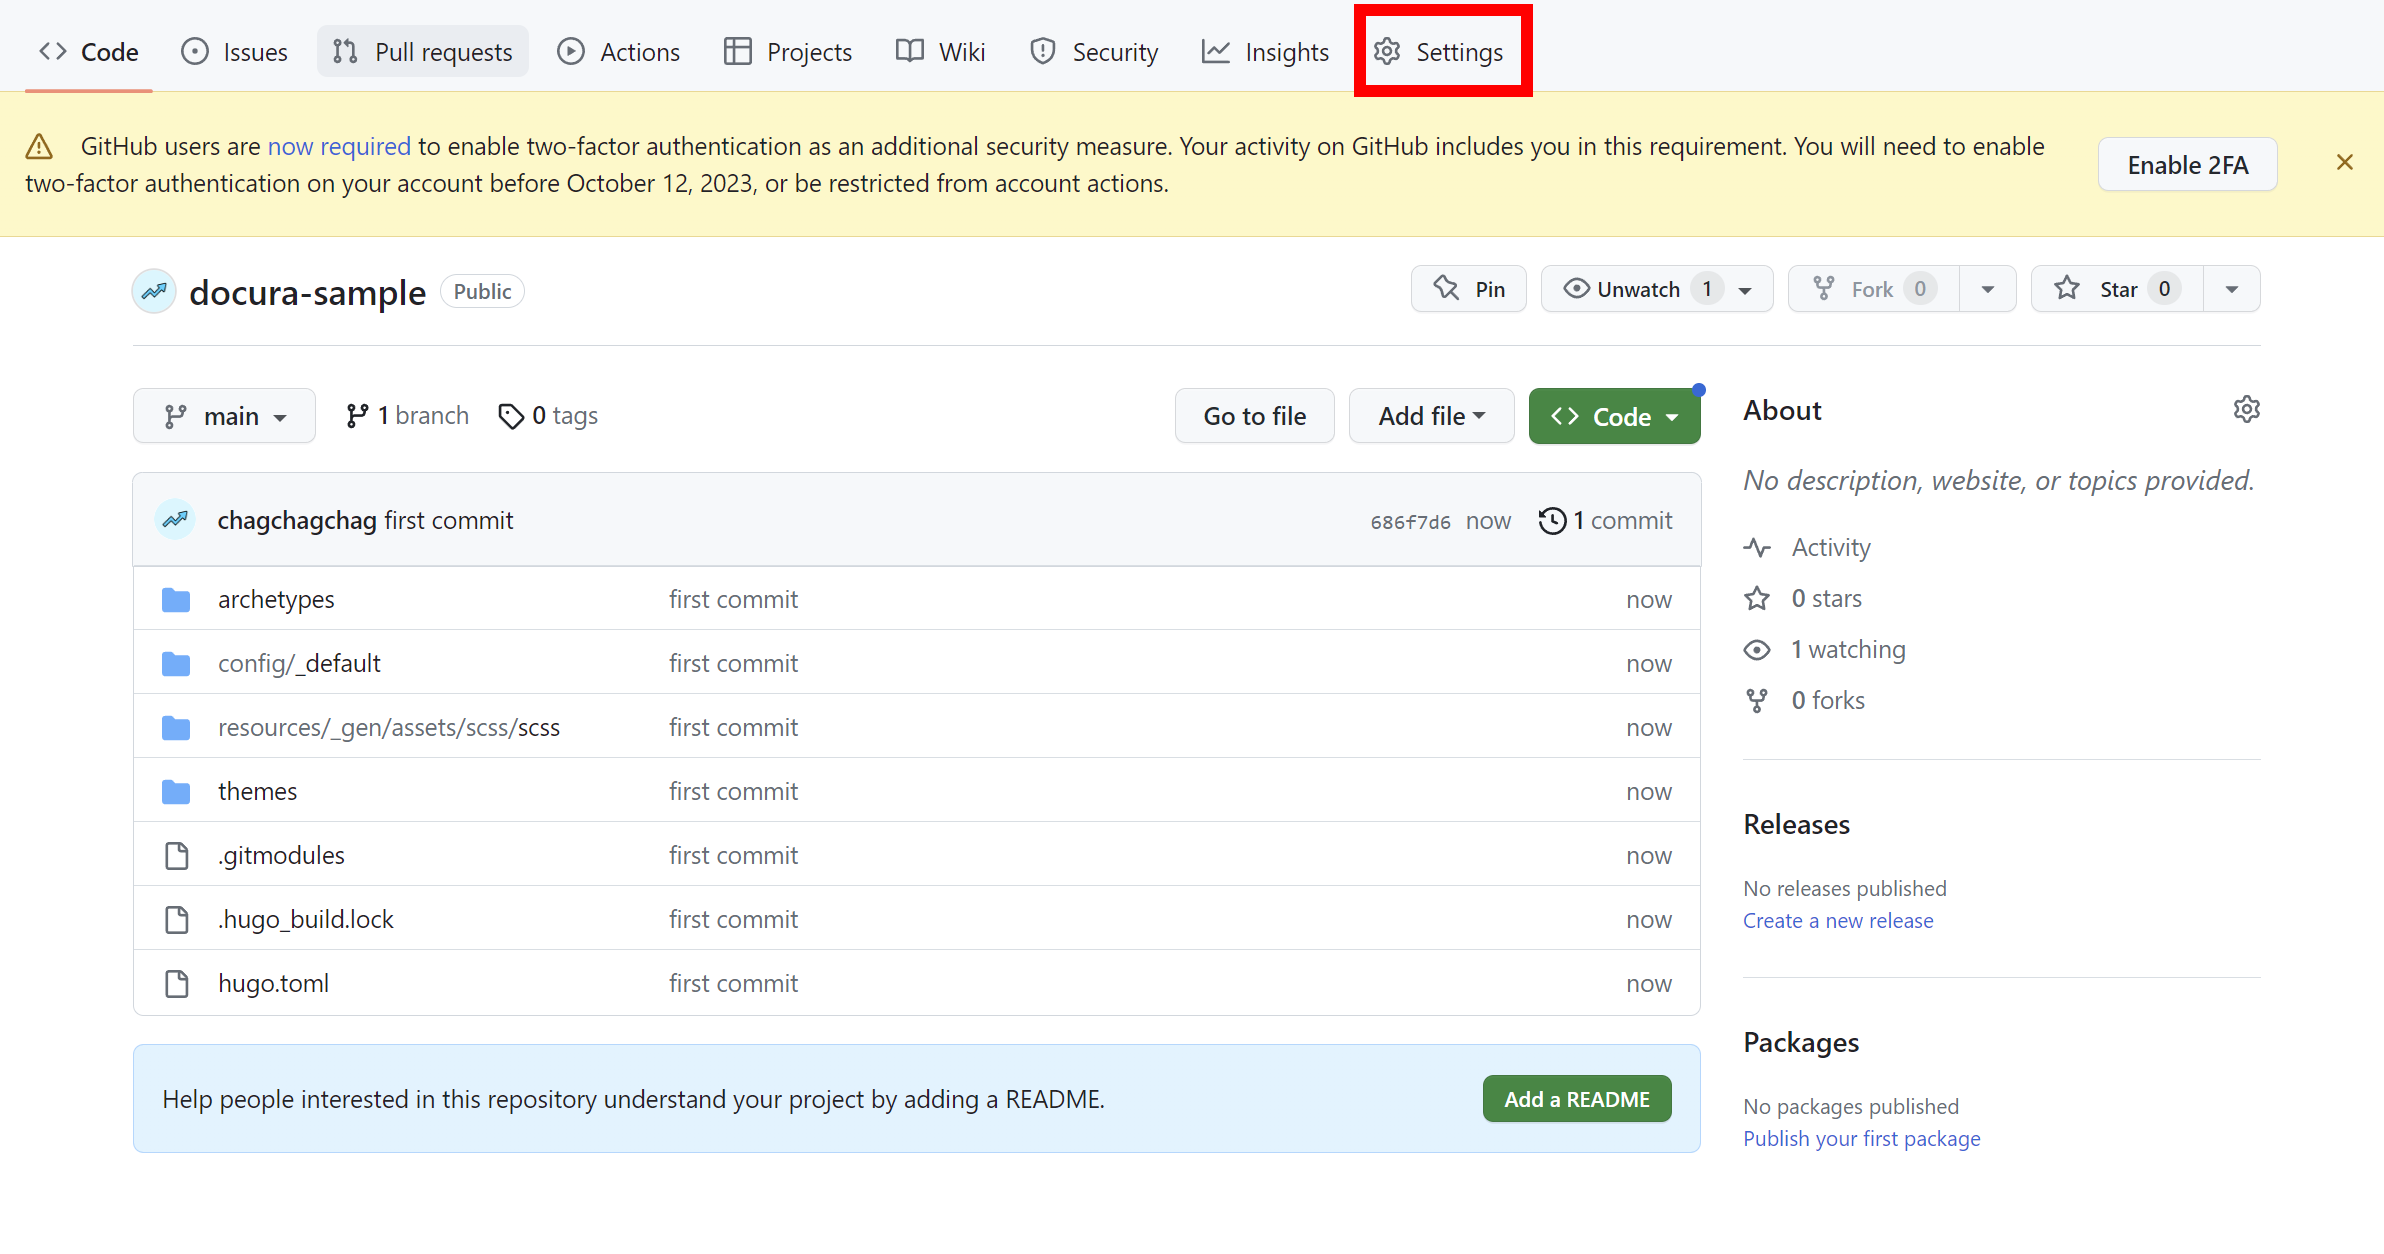 Code Issues Pull requests Actions Projects Wiki Security Insights Settings
GitHub users are now required to enable two-factor authentication as an additional security measure. Your activity on GitHub includes you in this requirement. You will need to enable
two-factor authentication on your account before October 12, 2023, or be restricted from account actions.
Enable 2FA
docura-sample Public
Pin Unwatch 1 Fork 0 Star 0
main 1 branch 0 tags Go to file Add file Code
chagchagchag first commit 686f7d6 now 1 commit
archetypes first commit now
config/_default first commit now
resources/_gen/assets/scss/scss first commit now
themes first commit now
.gitmodules first commit now
.hugo_build.lock first commit now
hugo.toml first commit now
Help people interested in this repository understand your project by adding a README. Add a README
About
No description, website, or topics provided.
Activity
0 stars
1 watching
0 forks
Releases
No releases published
Create a new release
Packages
No packages published
Publish your first package